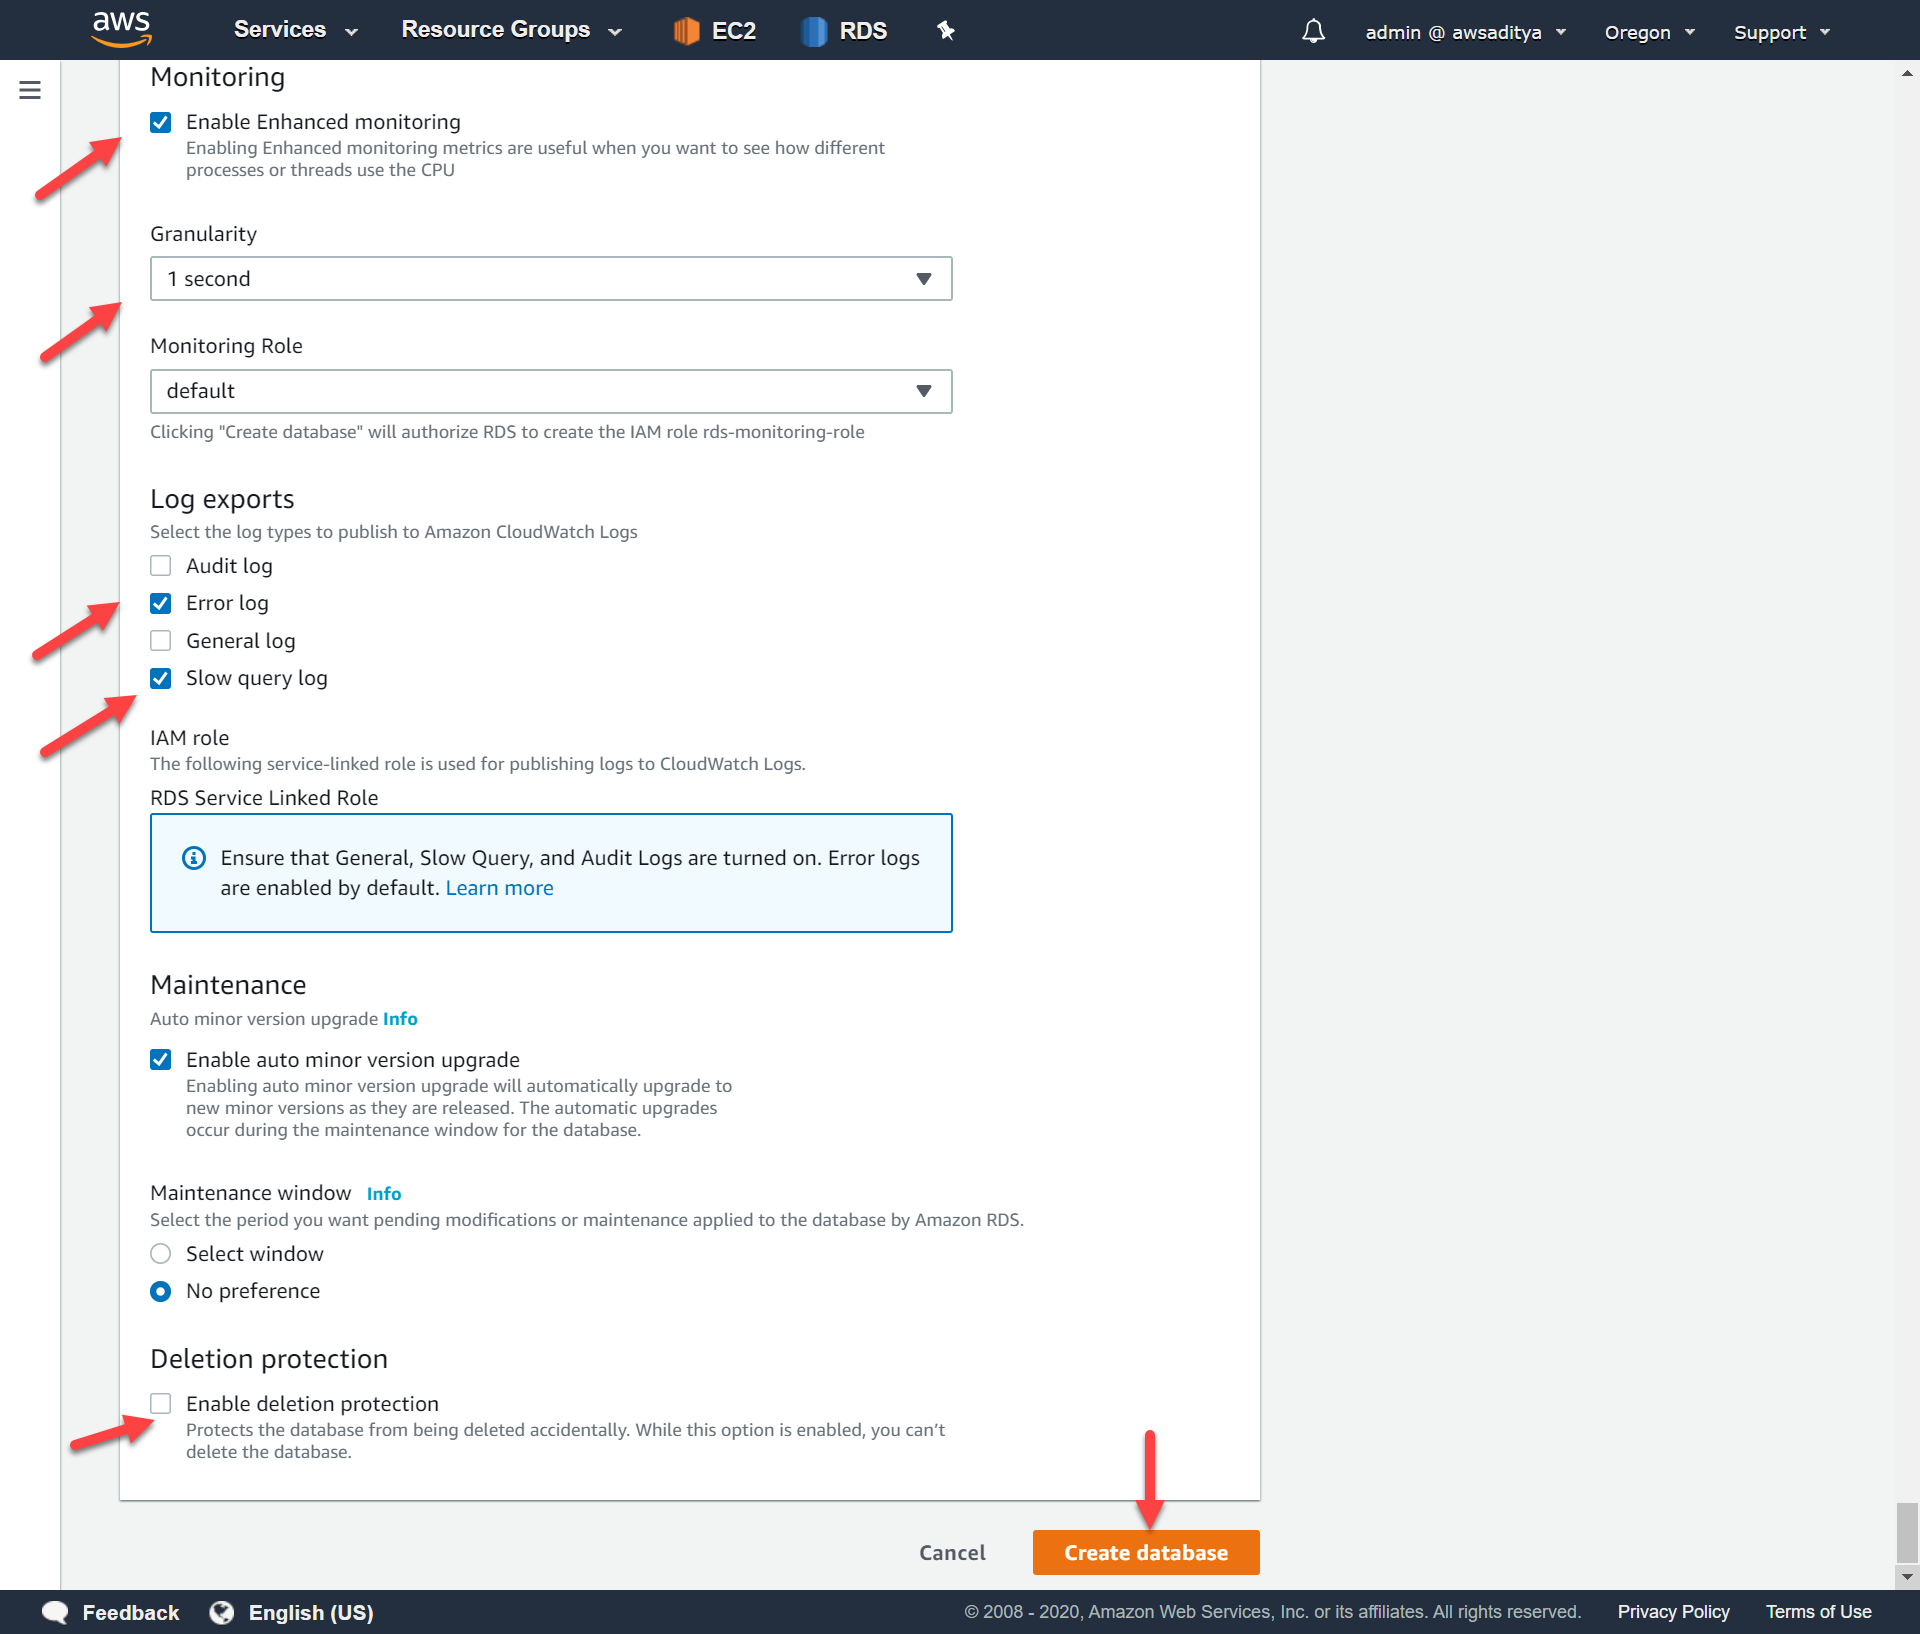 aws Services Resource Groups EC2 RDS admin @ awsaditya Oregon Support
Monitoring
Enable Enhanced monitoring
Enabling Enhanced monitoring metrics are useful when you want to see how different
processes or threads use the CPU
Granularity
1 second
Monitoring Role
default
Clicking "Create database" will authorize RDS to create the IAM role rds-monitoring-role
Log exports
Select the log types to publish to Amazon CloudWatch Logs
Audit log
Error log
General log
Slow query log
IAM role
The following service-linked role is used for publishing logs to CloudWatch Logs.
RDS Service Linked Role
Ensure that General, Slow Query, and Audit Logs are turned on. Error logs
are enabled by default. Learn more
Maintenance
Auto minor version upgrade Info
Enable auto minor version upgrade
Enabling auto minor version upgrade will automatically upgrade to
new minor versions as they are released. The automatic upgrades
occur during the maintenance window for the database.
Maintenance window Info
Select the period you want pending modifications or maintenance applied to the database by Amazon RDS.
Select window
No preference
Deletion protection
Enable deletion protection
Protects the database from being deleted accidentally. While this option is enabled, you can’t
delete the database.
Cancel Create database
Feedback English (US) © 2008 - 2020, Amazon Web Services, Inc. or its affiliates. All rights reserved. Privacy Policy Terms of Use